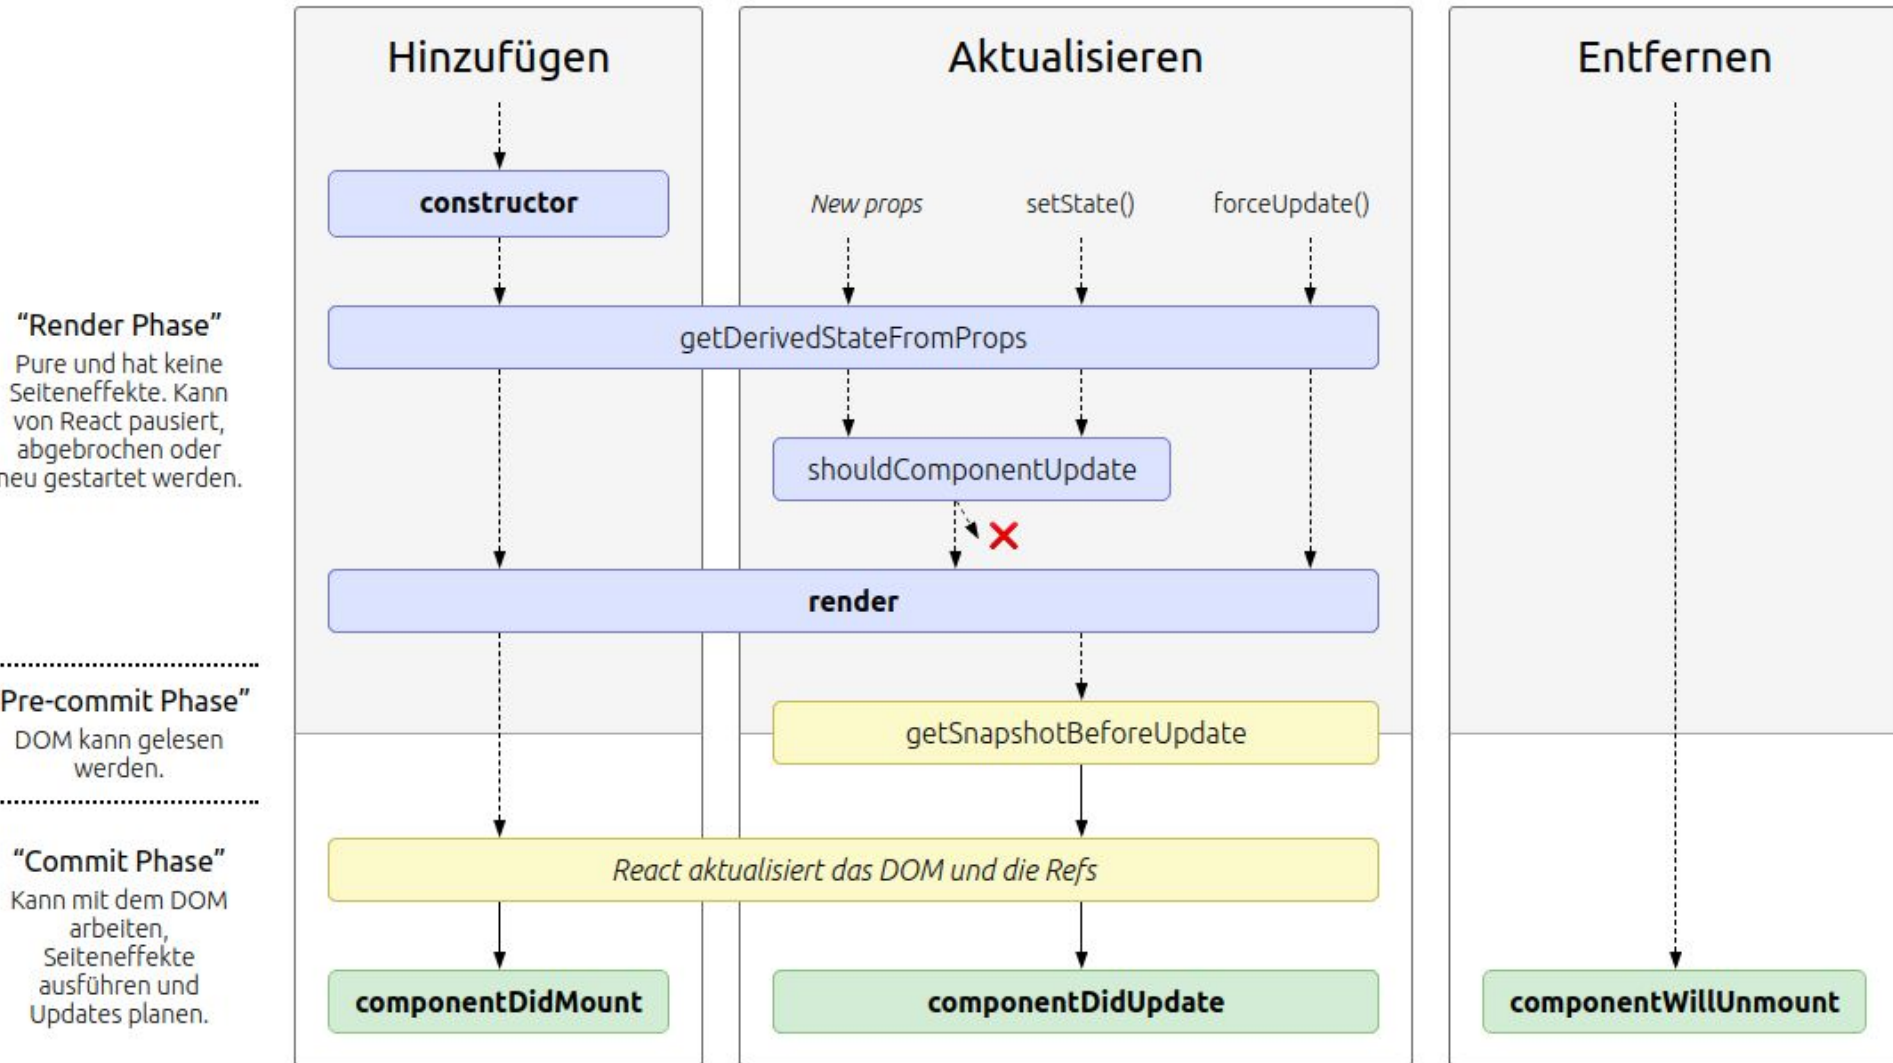 Hinzufügen
Aktualisieren
Entfernen
constructor
New props
setState()
forceUpdate()
"Render Phase"
Pure und hat keine
Seiteneffekte. Kann
von React pausiert,
abgebrochen oder
neu gestartet werden.
getDerivedStateFromProps
shouldComponentUpdate
render
Pre-commit Phase”
DOM kann gelesen
werden.
getSnapshotBeforeUpdate
“Commit Phase”
Kann mit dem DOM
arbeiten,
Seiteneffekte
ausführen und
Updates planen.
React aktualisiert das DOM und die Refs
componentDidMount
componentDidUpdate
componentWillUnmount